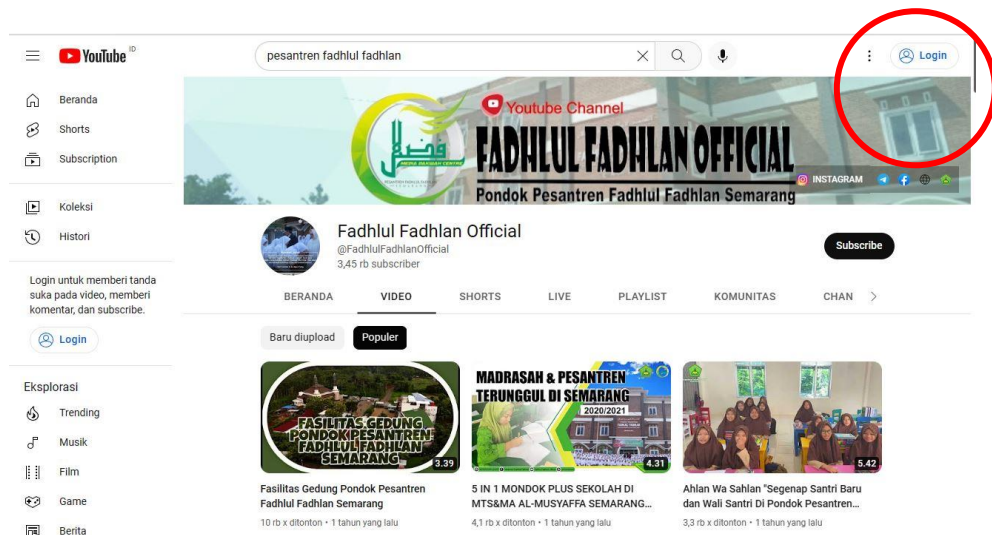 YouTube ID
pesantren fadhlul fadhlan
Login
Beranda
Shorts
Subscription
Koleksi
Histori
Login untuk memberi tanda
suka pada video, memberi
komentar, dan subscribe.
Login
Eksplorasi
Trending
Musik
Film
Game
Berita
Youtube Channel
FADHLUL FADHLAN OFFICIAL
Pondok Pesantren Fadhlul Fadhlan Semarang
MEDIA DAKWAH CENTRE
INSTAGRAM
Fadhlul Fadhlan Official
@FadhlulFadhlanOfficial
3,45 rb subscriber
Subscribe
BERANDA VIDEO SHORTS LIVE PLAYLIST KOMUNITAS CHAN
Baru diupload Populer
FASILITAS GEDUNG
PONDOK PESANTREN
FADHLUL FADHLAN
SEMARANG
3.39
Fasilitas Gedung Pondok Pesantren
Fadhlul Fadhlan Semarang
10 rb x ditonton • 1 tahun yang lalu
MADRASAH & PESANTREN
TERUNGGUL DI SEMARANG
2020/2021
4.31
5 IN 1 MONDOK PLUS SEKOLAH DI
MTS&MA AL-MUSYAFFA SEMARANG...
4,1 rb x ditonton • 1 tahun yang lalu
5.42
Ahlan Wa Sahlan "Segenap Santri Baru
dan Wali Santri Di Pondok Pesantren...
3,3 rb x ditonton • 1 tahun yang lalu